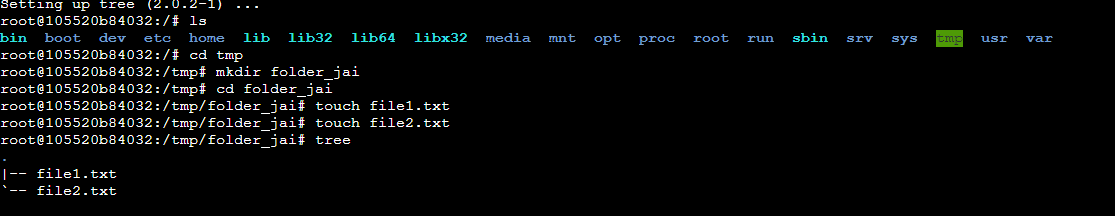 Setting up tree (2.0.2-1) ...
root@105520b84032:/# ls
bin boot dev etc home lib lib32 lib64 libx32 media mnt opt proc root run sbin srv sys tmp usr var
root@105520b84032:/# cd tmp
root@105520b84032:/tmp# mkdir folder_jai
root@105520b84032:/tmp# cd folder_jai
root@105520b84032:/tmp/folder_jai# touch file1.txt
root@105520b84032:/tmp/folder_jai# touch file2.txt
root@105520b84032:/tmp/folder_jai# tree
.
|-- file1.txt
`-- file2.txt